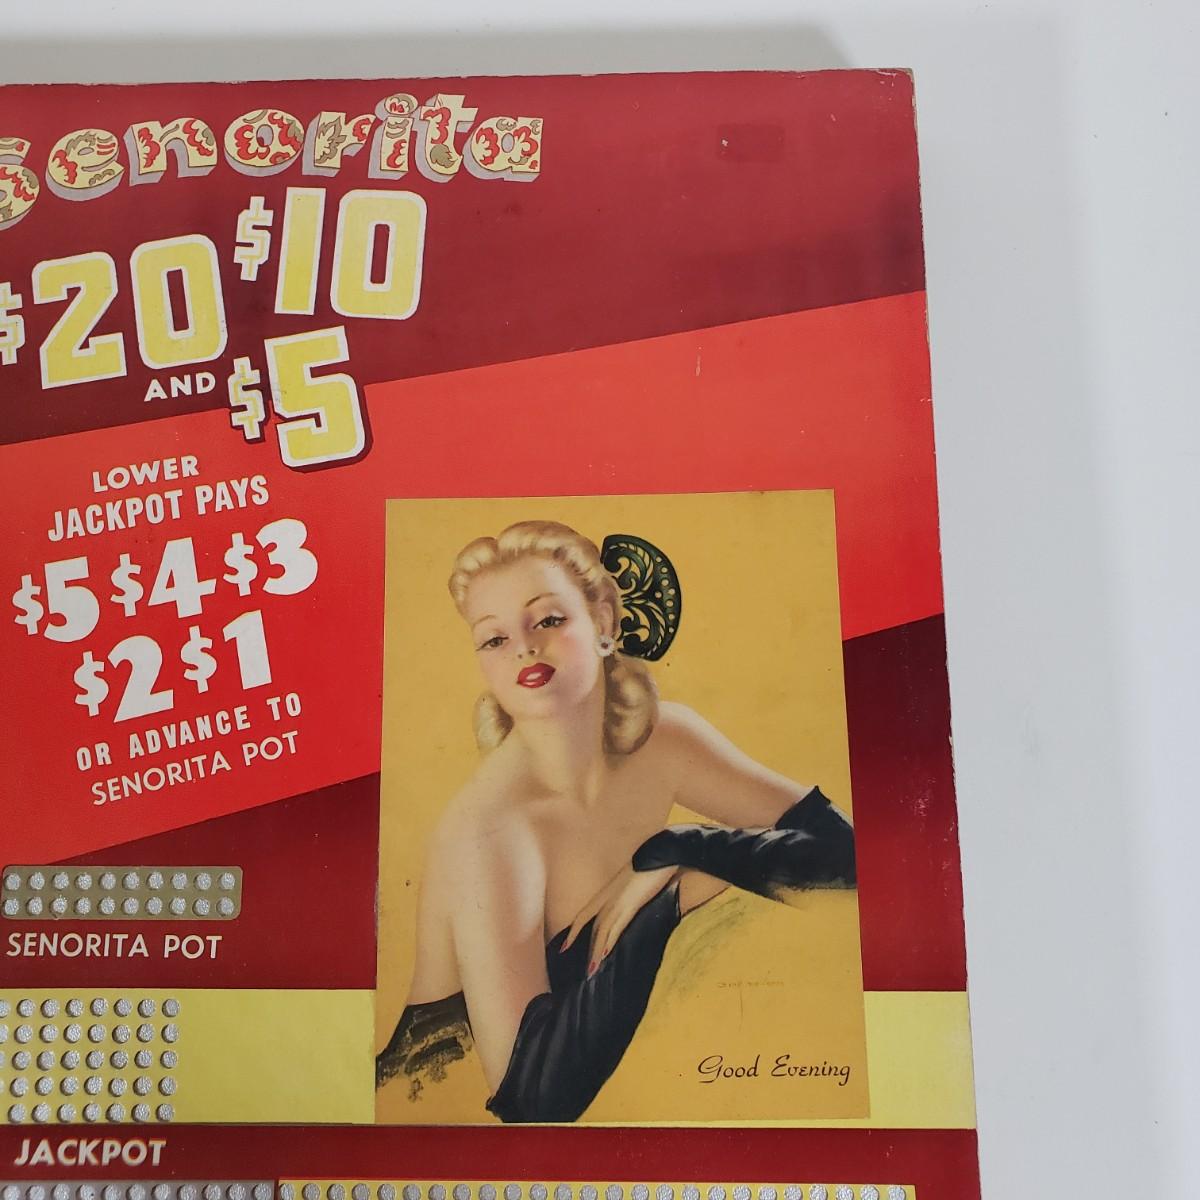 Senorita
$20 $10
AND $5
LOWER
JACKPOT PAYS
$5 $4 $3
$2 $1
OR ADVANCE TO
SENORITA POT
SENORITA POT
Good Evening
JACKPOT